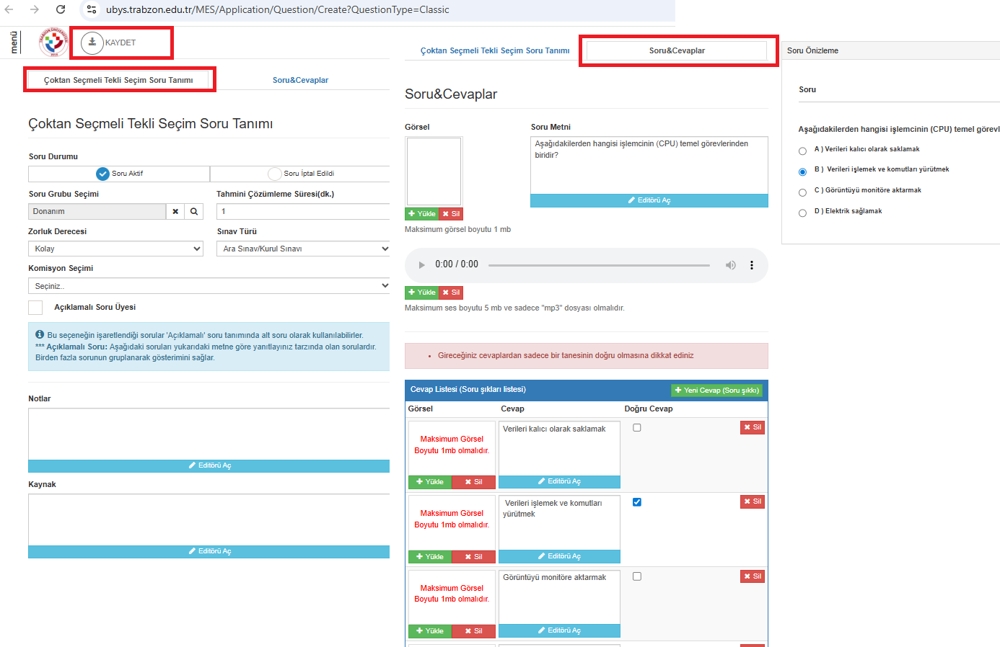 ubys.trabzon.edu.tr/MES/Application/Question/Create?QuestionType=Classic
menü
KAYDET
Çoktan Seçmeli Tekli Seçim Soru Tanımı
Soru&Cevaplar
Çoktan Seçmeli Tekli Seçim Soru Tanımı
Soru Durumu
Soru Aktif
Soru İptal Edildi
Soru Grubu Seçimi
Tahmini Çözümleme Süresi(dk.)
Donanım
1
Zorluk Derecesi
Sınav Türü
Kolay
Ara Sınav/Kurul Sınavı
Komisyon Seçimi
Seçiniz..
Açıklamalı Soru Üyesi
Bu seçeneğin işaretlendiği sorular 'Açıklamalı' soru tanımında alt soru olarak kullanılabilirler.
*** Açıklamalı Soru: Aşağıdaki soruları yukarıdaki metne göre yanıtlayınız tarzında olan sorulardır.
Birden fazla sorunun gruplanarak gösterimini sağlar.
Notlar
Editörü Aç
Kaynak
Editörü Aç
Çoktan Seçmeli Tekli Seçim Soru Tanımı
Soru&Cevaplar
Soru&Cevaplar
Görsel
Soru Metni
Aşağıdakilerden hangisi işlemcinin (CPU) temel görevlerinden
biridir?
Editörü Aç
Yükle
Sil
Maksimum görsel boyutu 1 mb
0:00 / 0:00
Yükle
Sil
Maksimum ses boyutu 5 mb ve sadece "mp3" dosyası olmalıdır.
Gireceğiniz cevaplardan sadece bir tanesinin doğru olmasına dikkat ediniz
Cevap Listesi (Soru şıkları listesi)
Yeni Cevap (Soru şıkkı)
Görsel
Cevap
Doğru Cevap
Maksimum Görsel
Boyutu 1mb olmalıdır.
Yükle
Sil
Verileri kalıcı olarak saklamak
Editörü Aç
Sil
Maksimum Görsel
Boyutu 1mb olmalıdır.
Yükle
Sil
Verileri işlemek ve komutları
yürütmek
Editörü Aç
Sil
Maksimum Görsel
Boyutu 1mb olmalıdır.
Yükle
Sil
Görüntüyü monitöre aktarmak
Editörü Aç
Sil
Soru Önizleme
Soru
Aşağıdakilerden hangisi işlemcinin (CPU) temel görevl
A ) Verileri kalıcı olarak saklamak
B ) Verileri işlemek ve komutları yürütmek
C ) Görüntüyü monitöre aktarmak
D ) Elektrik sağlamak